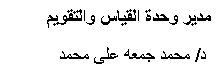 مدير وحدة القياس والتقويم
د/ محمد جمعه على محمد